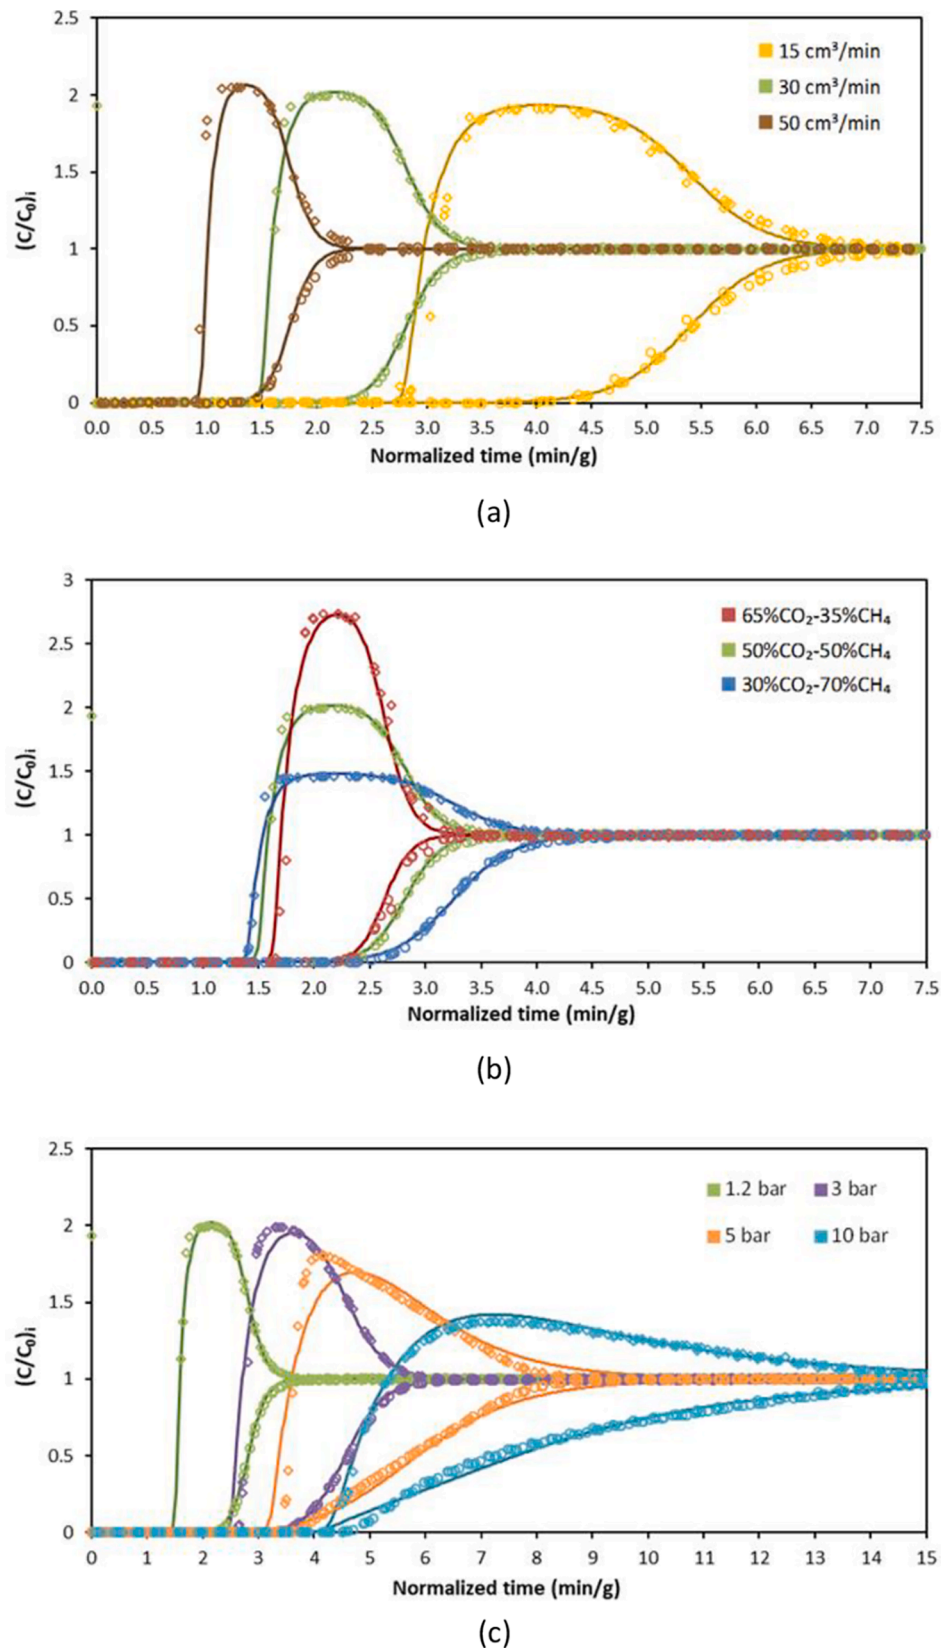 2.5
2
1.5
1
0.5
0
(C/C₀)ᵢ
15 cm³/min
30 cm³/min
50 cm³/min
0.0 0.5 1.0 1.5 2.0 2.5 3.0 3.5 4.0 4.5 5.0 5.5 6.0 6.5 7.0 7.5
Normalized time (min/g)
(a)
3
2.5
2
1.5
1
0.5
0
(C/C₀)ᵢ
65%CO₂-35%CH₄
50%CO₂-50%CH₄
30%CO₂-70%CH₄
0.0 0.5 1.0 1.5 2.0 2.5 3.0 3.5 4.0 4.5 5.0 5.5 6.0 6.5 7.0 7.5
Normalized time (min/g)
(b)
2.5
2
1.5
1
0.5
0
(C/C₀)ᵢ
1.2 bar 3 bar
5 bar 10 bar
0 1 2 3 4 5 6 7 8 9 10 11 12 13 14 15
Normalized time (min/g)
(c)